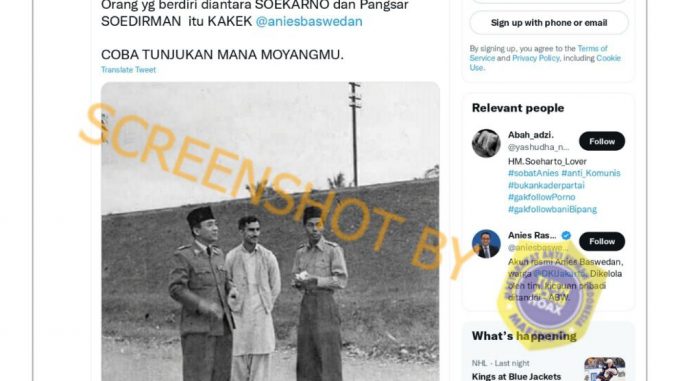 Orang yg berdiri diantara SOEKARNO dan Pangsar
SOEDIRMAN itu KAKEK @aniesbaswedan
COBA TUNJUKAN MANA MOYANGMU.
Translate Tweet
SCREENSHOT BY
Sign up with phone or email
By signing up, you agree to the Terms of
Service and Privacy Policy, including Cookie
Use.
Relevant people
Abah_adzi.
@yashudha_n...
Follow
HM.Soeharto_Lover
#sobatAnies #anti_Komunis
#bukankaderpartai
#gakfollowPorno
#gakfollowbaniBipang
Anies Ras...
@aniesbaswe...
Follow
Akun resmi Anies Baswedan,
warga @DKIJakarta. Dikelola
oleh tim, kicauan pribadi
ditandai - ABW.
HOAX
What's happening
NHL · Last night
Kings at Blue Jackets